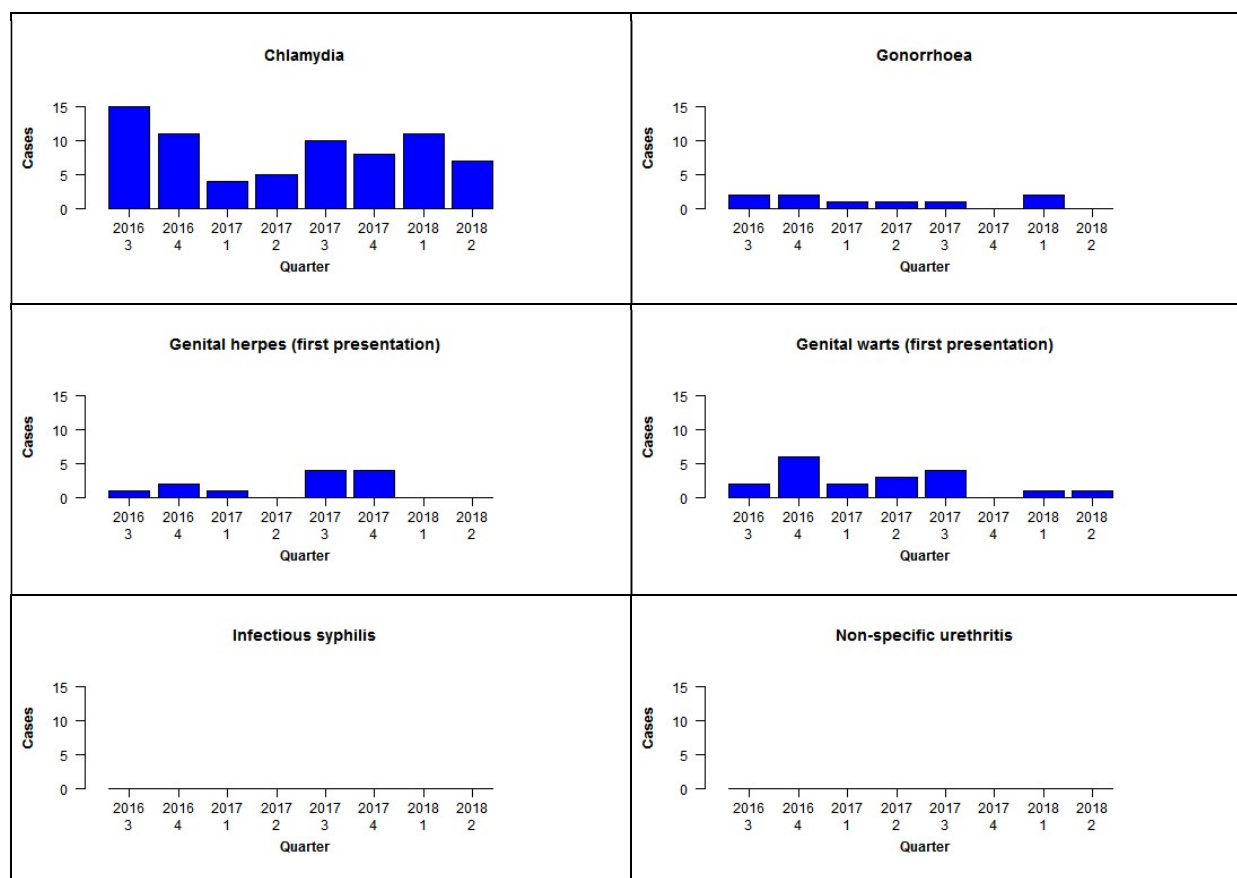 Chlamydia
15
10
5
0
Cases
2016 2016 2017 2017 2017 2017 2018 2018
3 4 1 2 3 4 1 2
Quarter
Gonorrhoea
15
10
5
0
Cases
2016 2016 2017 2017 2017 2017 2018 2018
3 4 1 2 3 4 1 2
Quarter
Genital herpes (first presentation)
15
10
5
0
Cases
2016 2016 2017 2017 2017 2017 2018 2018
3 4 1 2 3 4 1 2
Quarter
Genital warts (first presentation)
15
10
5
0
Cases
2016 2016 2017 2017 2017 2017 2018 2018
3 4 1 2 3 4 1 2
Quarter
Infectious syphilis
15
10
5
0
Cases
2016 2016 2017 2017 2017 2017 2018 2018
3 4 1 2 3 4 1 2
Quarter
Non-specific urethritis
15
10
5
0
Cases
2016 2016 2017 2017 2017 2017 2018 2018
3 4 1 2 3 4 1 2
Quarter